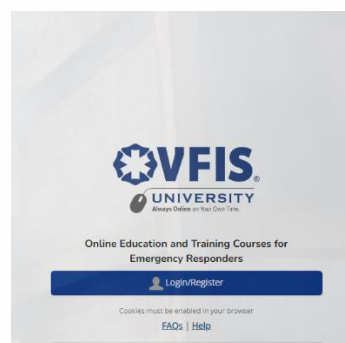 VFIS®
UNIVERSITY
Always Online on Your Own Time.
Online Education and Training Courses for
Emergency Responders
Login/Register
Cookies must be enabled in your browser
FAQs | Help